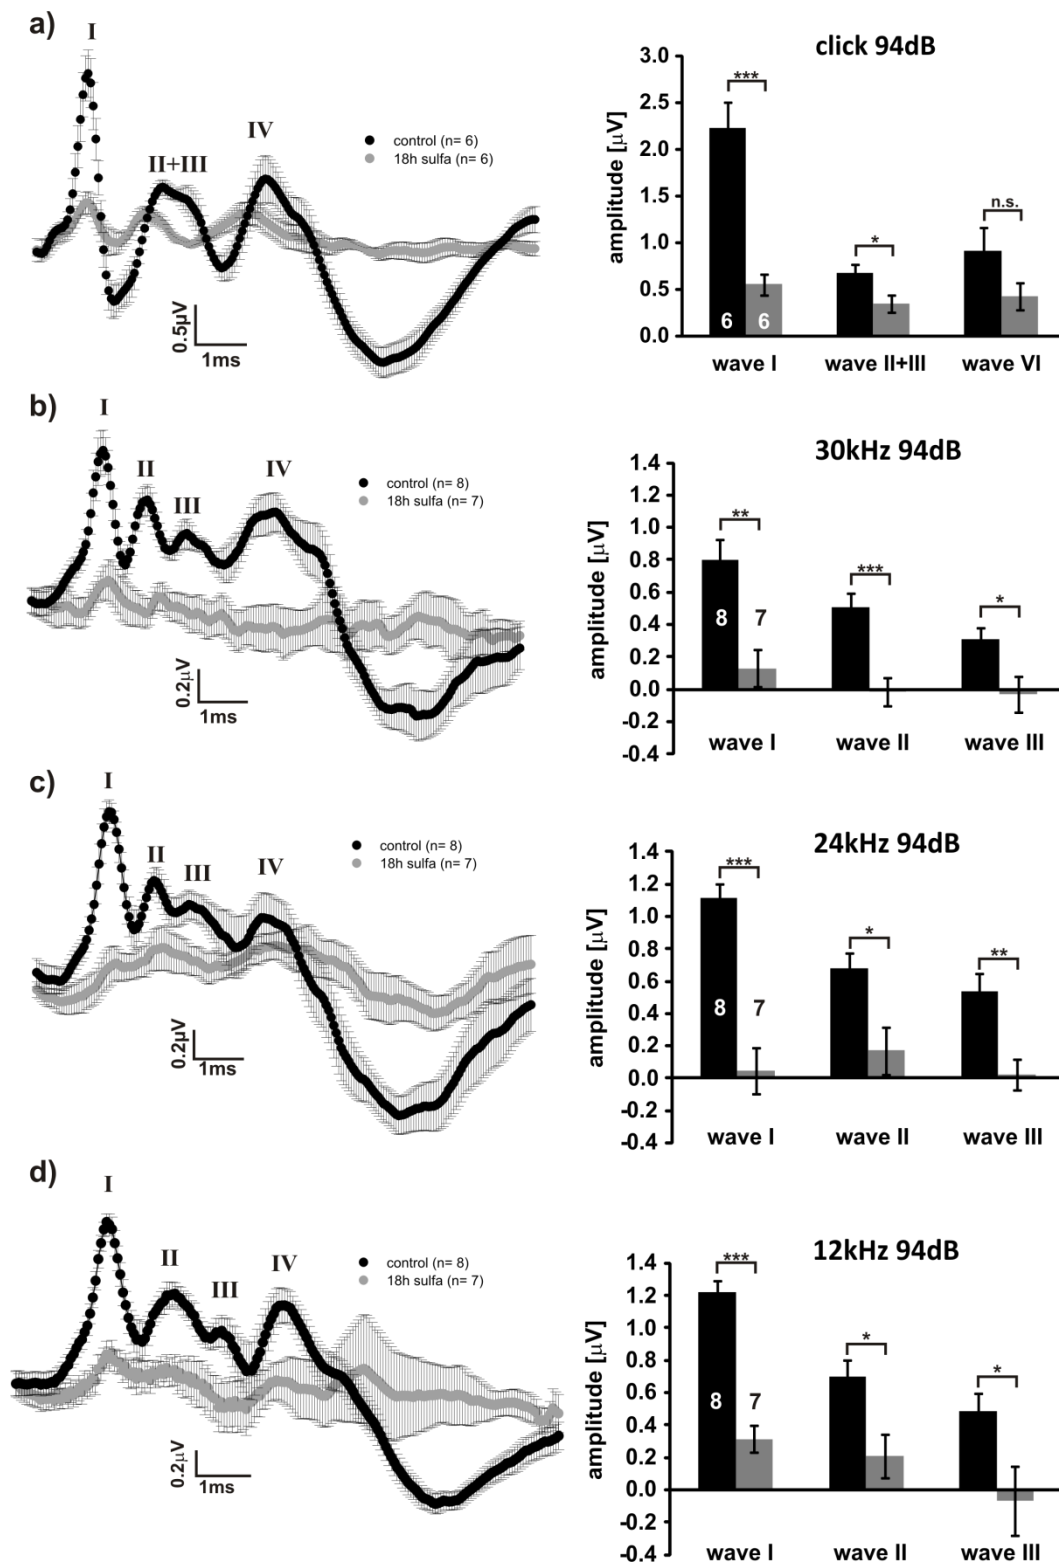 a)
I
II+III
IV
control (n= 6)
18h sulfa (n= 6)
0.5µV
1ms
click 94dB
amplitude [µV]
3.0
2.5
2.0
1.5
1.0
0.5
0.0
***
*
n.s.
6 6
wave I wave II+III wave VI
b)
I
II
III
IV
control (n= 8)
18h sulfa (n= 7)
0.2µV
1ms
30kHz 94dB
amplitude [µV]
1.4
1.2
1.0
0.8
0.6
0.4
0.2
0.0
-0.2
-0.4
**
***
*
8 7
wave I wave II wave III
c)
I
II
III
IV
control (n= 8)
18h sulfa (n= 7)
0.2µV
1ms
24kHz 94dB
amplitude [µV]
1.4
1.2
1.0
0.8
0.6
0.4
0.2
0.0
-0.2
-0.4
***
*
**
8 7
wave I wave II wave III
d)
I
II
III
IV
control (n= 8)
18h sulfa (n= 7)
0.2µV
1ms
12kHz 94dB
amplitude [µV]
1.4
1.2
1.0
0.8
0.6
0.4
0.2
0.0
-0.2
-0.4
***
*
*
8 7
wave I wave II wave III